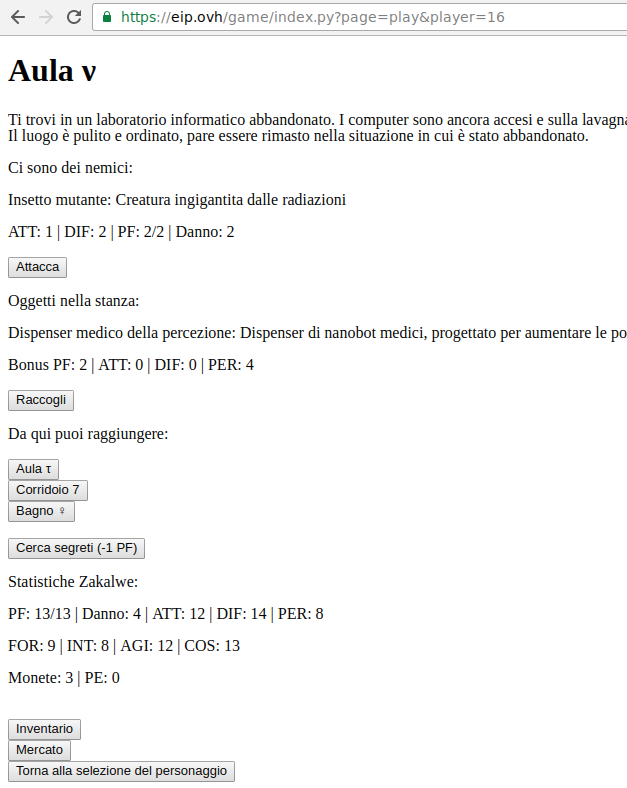 https://eip.ovh/game/index.py?page=play&player=16
Aula ν
Ti trovi in un laboratorio informatico abbandonato. I computer sono ancora accesi e sulla
Il luogo è pulito e ordinato, pare essere rimasto nella situazione in cui è stato abbandonato.
Ci sono dei nemici:
Insetto mutante: Creatura ingigantita dalle radiazioni
ATT: 1 | DIF: 2 | PF: 2/2 | Danno: 2
Attacca
Oggetti nella stanza:
Dispenser medico della percezione: Dispenser di nanobot medici, progettato per aumentare le
Bonus PF: 2 | ATT: 0 | DIF: 0 | PER: 4
Raccogli
Da qui puoi raggiungere:
Aula τ
Corridoio 7
Bagno ♀
Cerca segreti (-1 PF)
Statistiche Zakalwe:
PF: 13/13 | Danno: 4 | ATT: 12 | DIF: 14 | PER: 8
FOR: 9 | INT: 8 | AGI: 12 | COS: 13
Monete: 3 | PE: 0
Inventario
Mercato
Torna alla selezione del personaggio